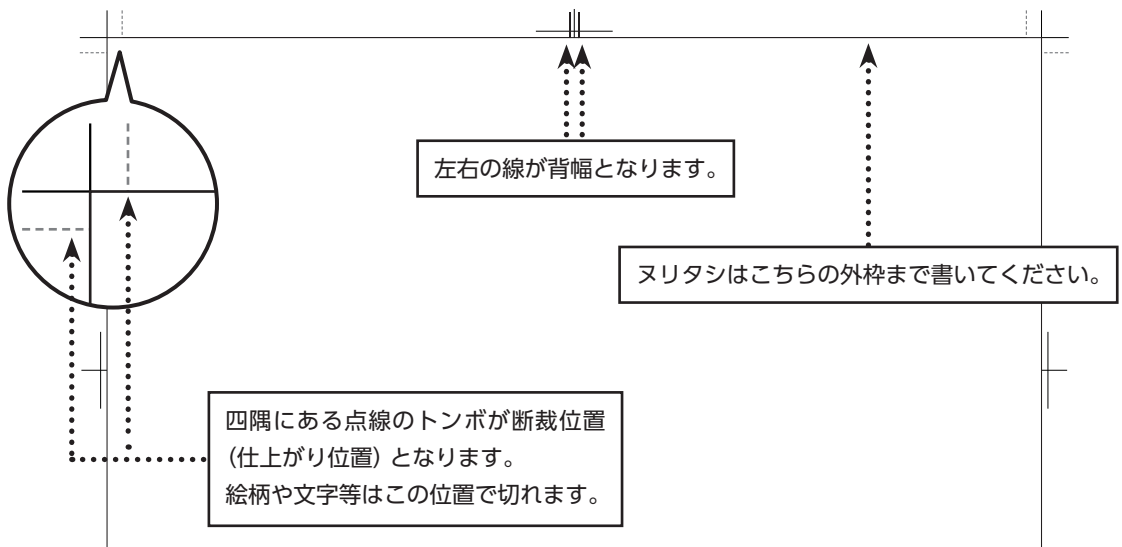 左右の線が背幅となります。
ヌリタシはこちらの外枠まで書いてください。
四隅にある点線のトンボが断裁位置
(仕上がり位置) となります。
絵柄や文字等はこの位置で切れます。